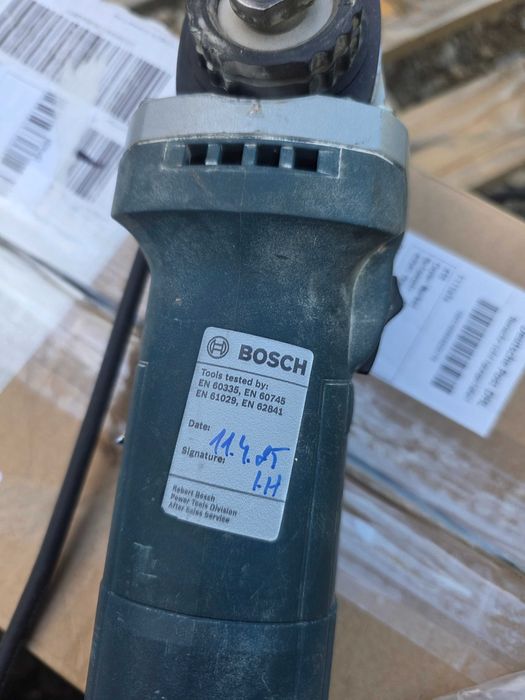 BOSCH
Tools tested by:
EN 60335, EN 60745
EN 61029, EN 62841
Date:
11.4.25
Signature:
Robert Bosch
Power Tools Division
After Sales Service